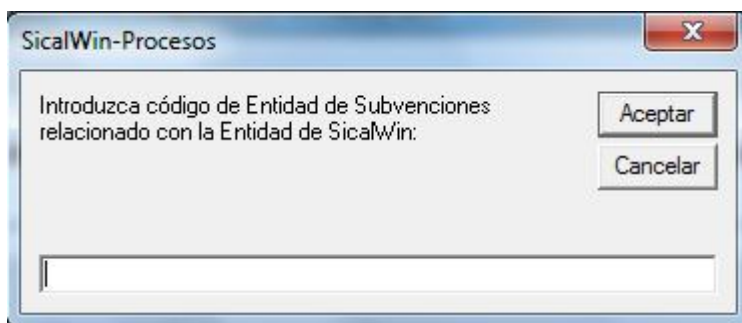 SicalWin-Procesos
Introduzca código de Entidad de Subvenciones
relacionado con la Entidad de SicalWin:
Aceptar
Cancelar